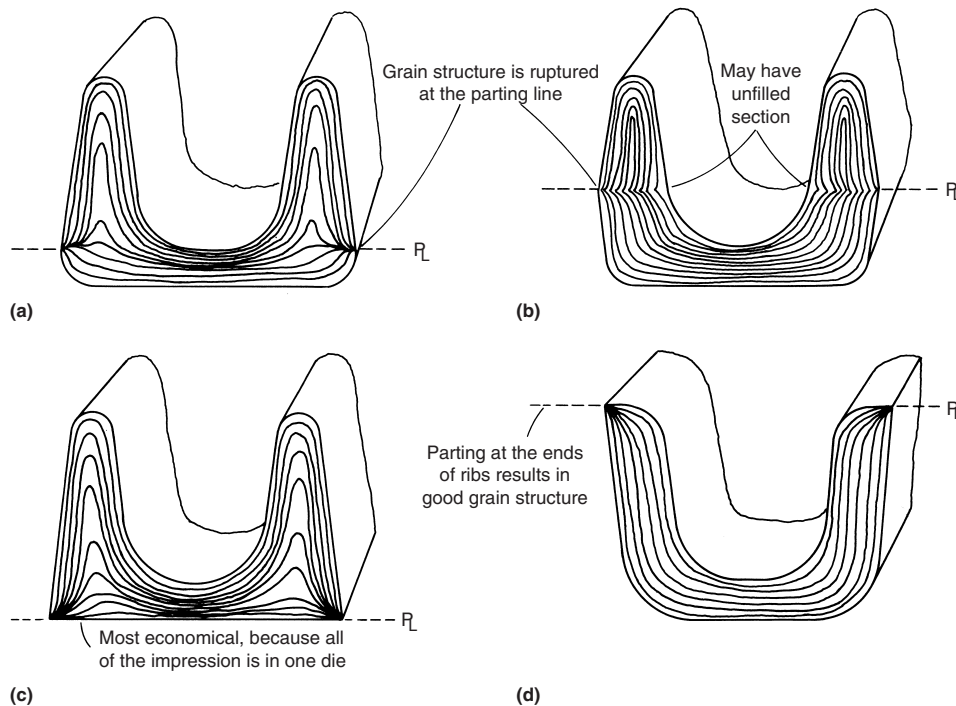 Grain structure is ruptured
at the parting line
May have
unfilled
section
PL
PL
(a)
(b)
Parting at the ends
of ribs results in
good grain structure
PL
PL
Most economical, because all
of the impression is in one die
(c)
(d)